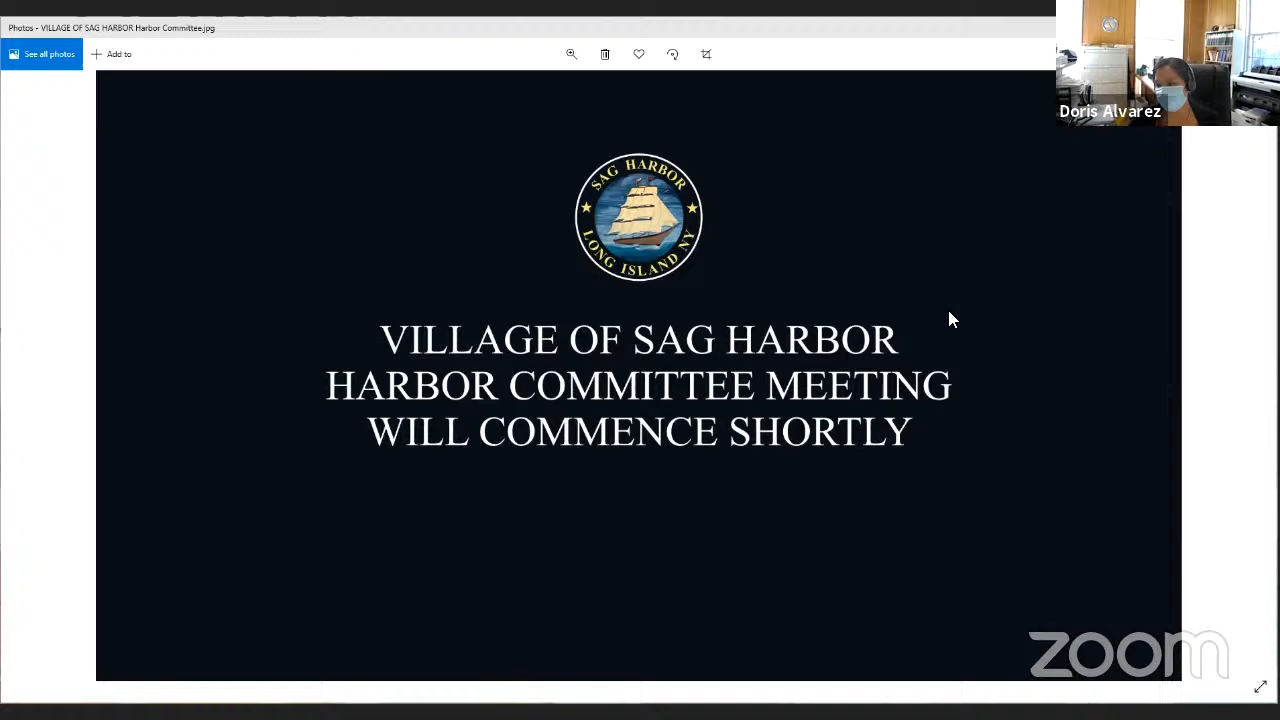 Photos - VILLAGE OF SAG HARBOR Harbor Committee.jpg
See all photos
Add to
Doris Alvarez
SAG HARBOR
LONG ISLAND NY
VILLAGE OF SAG HARBOR
HARBOR COMMITTEE MEETING
WILL COMMENCE SHORTLY
zoom